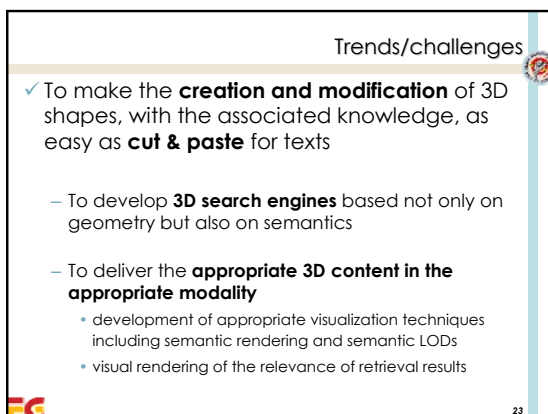 Trends/challenges
✓ To make the creation and modification of 3D
shapes, with the associated knowledge, as
easy as cut & paste for texts
– To develop 3D search engines based not only on
geometry but also on semantics
– To deliver the appropriate 3D content in the
appropriate modality
• development of appropriate visualization techniques
including semantic rendering and semantic LODs
• visual rendering of the relevance of retrieval results
EG
23